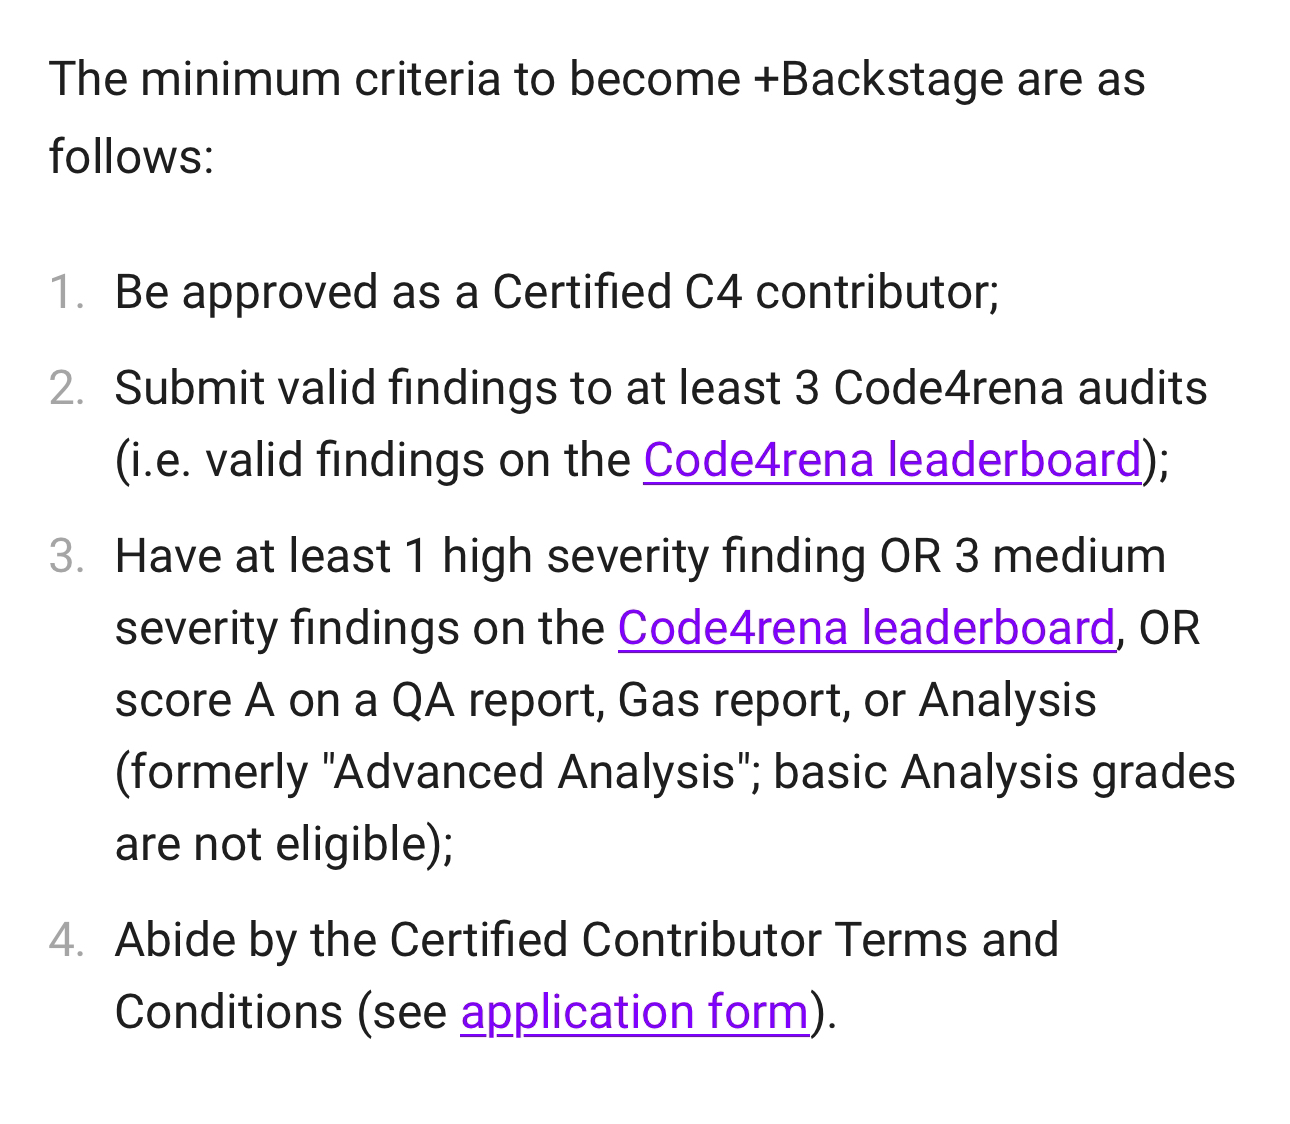 The minimum criteria to become +Backstage are as
follows:
1. Be approved as a Certified C4 contributor;
2. Submit valid findings to at least 3 Code4rena audits
(i.e. valid findings on the Code4rena leaderboard);
3. Have at least 1 high severity finding OR 3 medium
severity findings on the Code4rena leaderboard, OR
score A on a QA report, Gas report, or Analysis
(formerly "Advanced Analysis"; basic Analysis grades
are not eligible);
4. Abide by the Certified Contributor Terms and
Conditions (see application form).